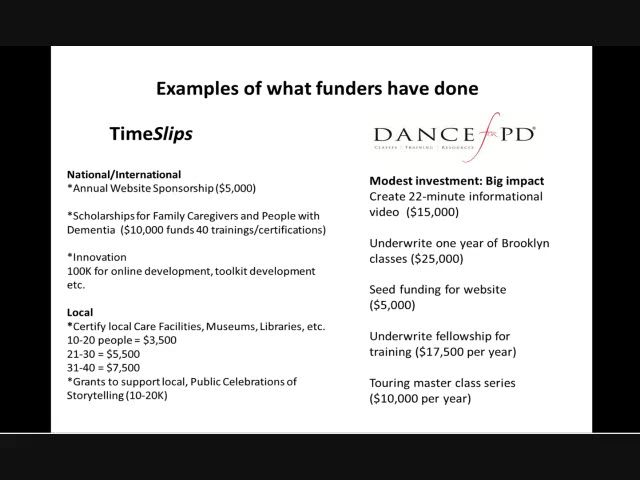 Examples of what funders have done
TimeSlips
National/International
*Annual Website Sponsorship ($5,000)
*Scholarships for Family Caregivers and People with
Dementia ($10,000 funds 40 trainings/certifications)
*Innovation
100K for online development, toolkit development
etc.
Local
*Certify local Care Facilities, Museums, Libraries, etc.
10-20 people = $3,500
21-30 = $5,500
31-40 = $7,500
*Grants to support local, Public Celebrations of
Storytelling (10-20K)
DANCE for PD®
CLASSES | TRAINING | RESOURCES
Modest investment: Big impact
Create 22-minute informational
video ($15,000)
Underwrite one year of Brooklyn
classes ($25,000)
Seed funding for website
($5,000)
Underwrite fellowship for
training ($17,500 per year)
Touring master class series
($10,000 per year)